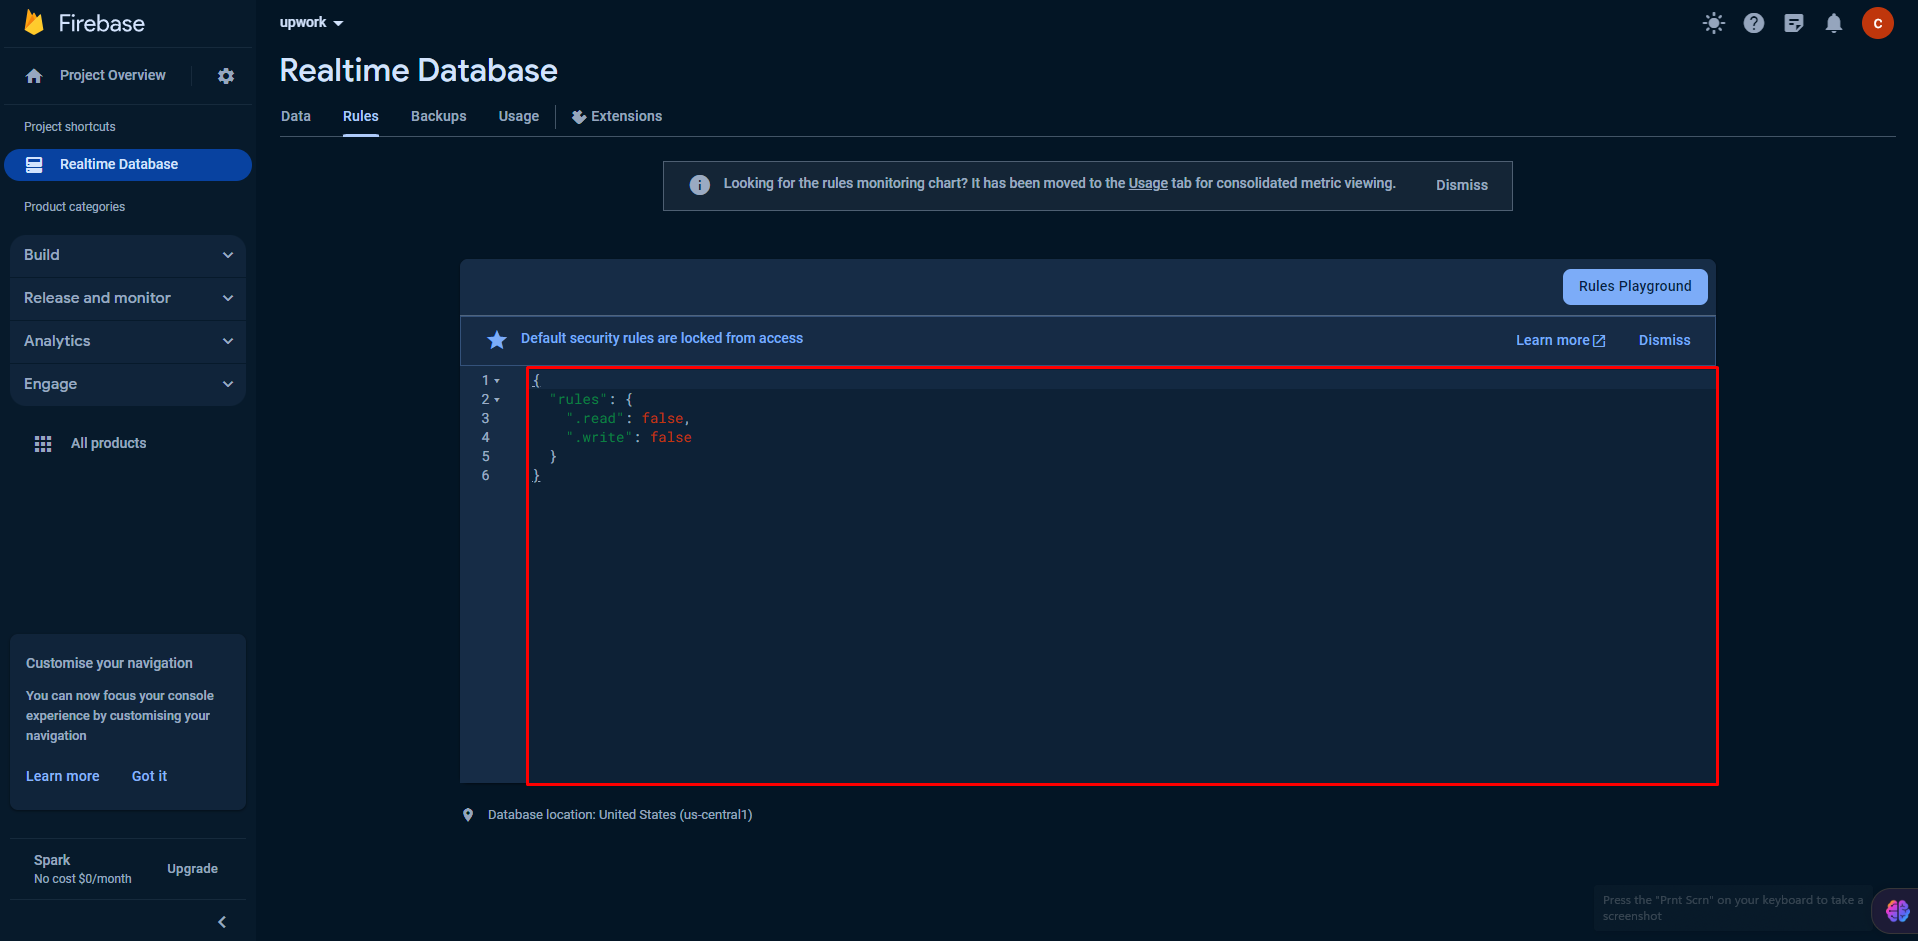 Firebase
Project Overview
Project shortcuts
Realtime Database
Product categories
Build
Release and monitor
Analytics
Engage
All products
Customise your navigation
You can now focus your console
experience by customising your
navigation
Learn more Got it
Spark
No cost $0/month
Upgrade
upwork
C
Realtime Database
Data Rules Backups Usage Extensions
Looking for the rules monitoring chart? It has been moved to the Usage tab for consolidated metric viewing. Dismiss
Rules Playground
Default security rules are locked from access Learn more Dismiss
1 {
2 "rules": {
3 ".read": false,
4 ".write": false
5 }
6 }
Database location: United States (us-central1)
Press the "Prnt Scrn" on your keyboard to take a
screenshot